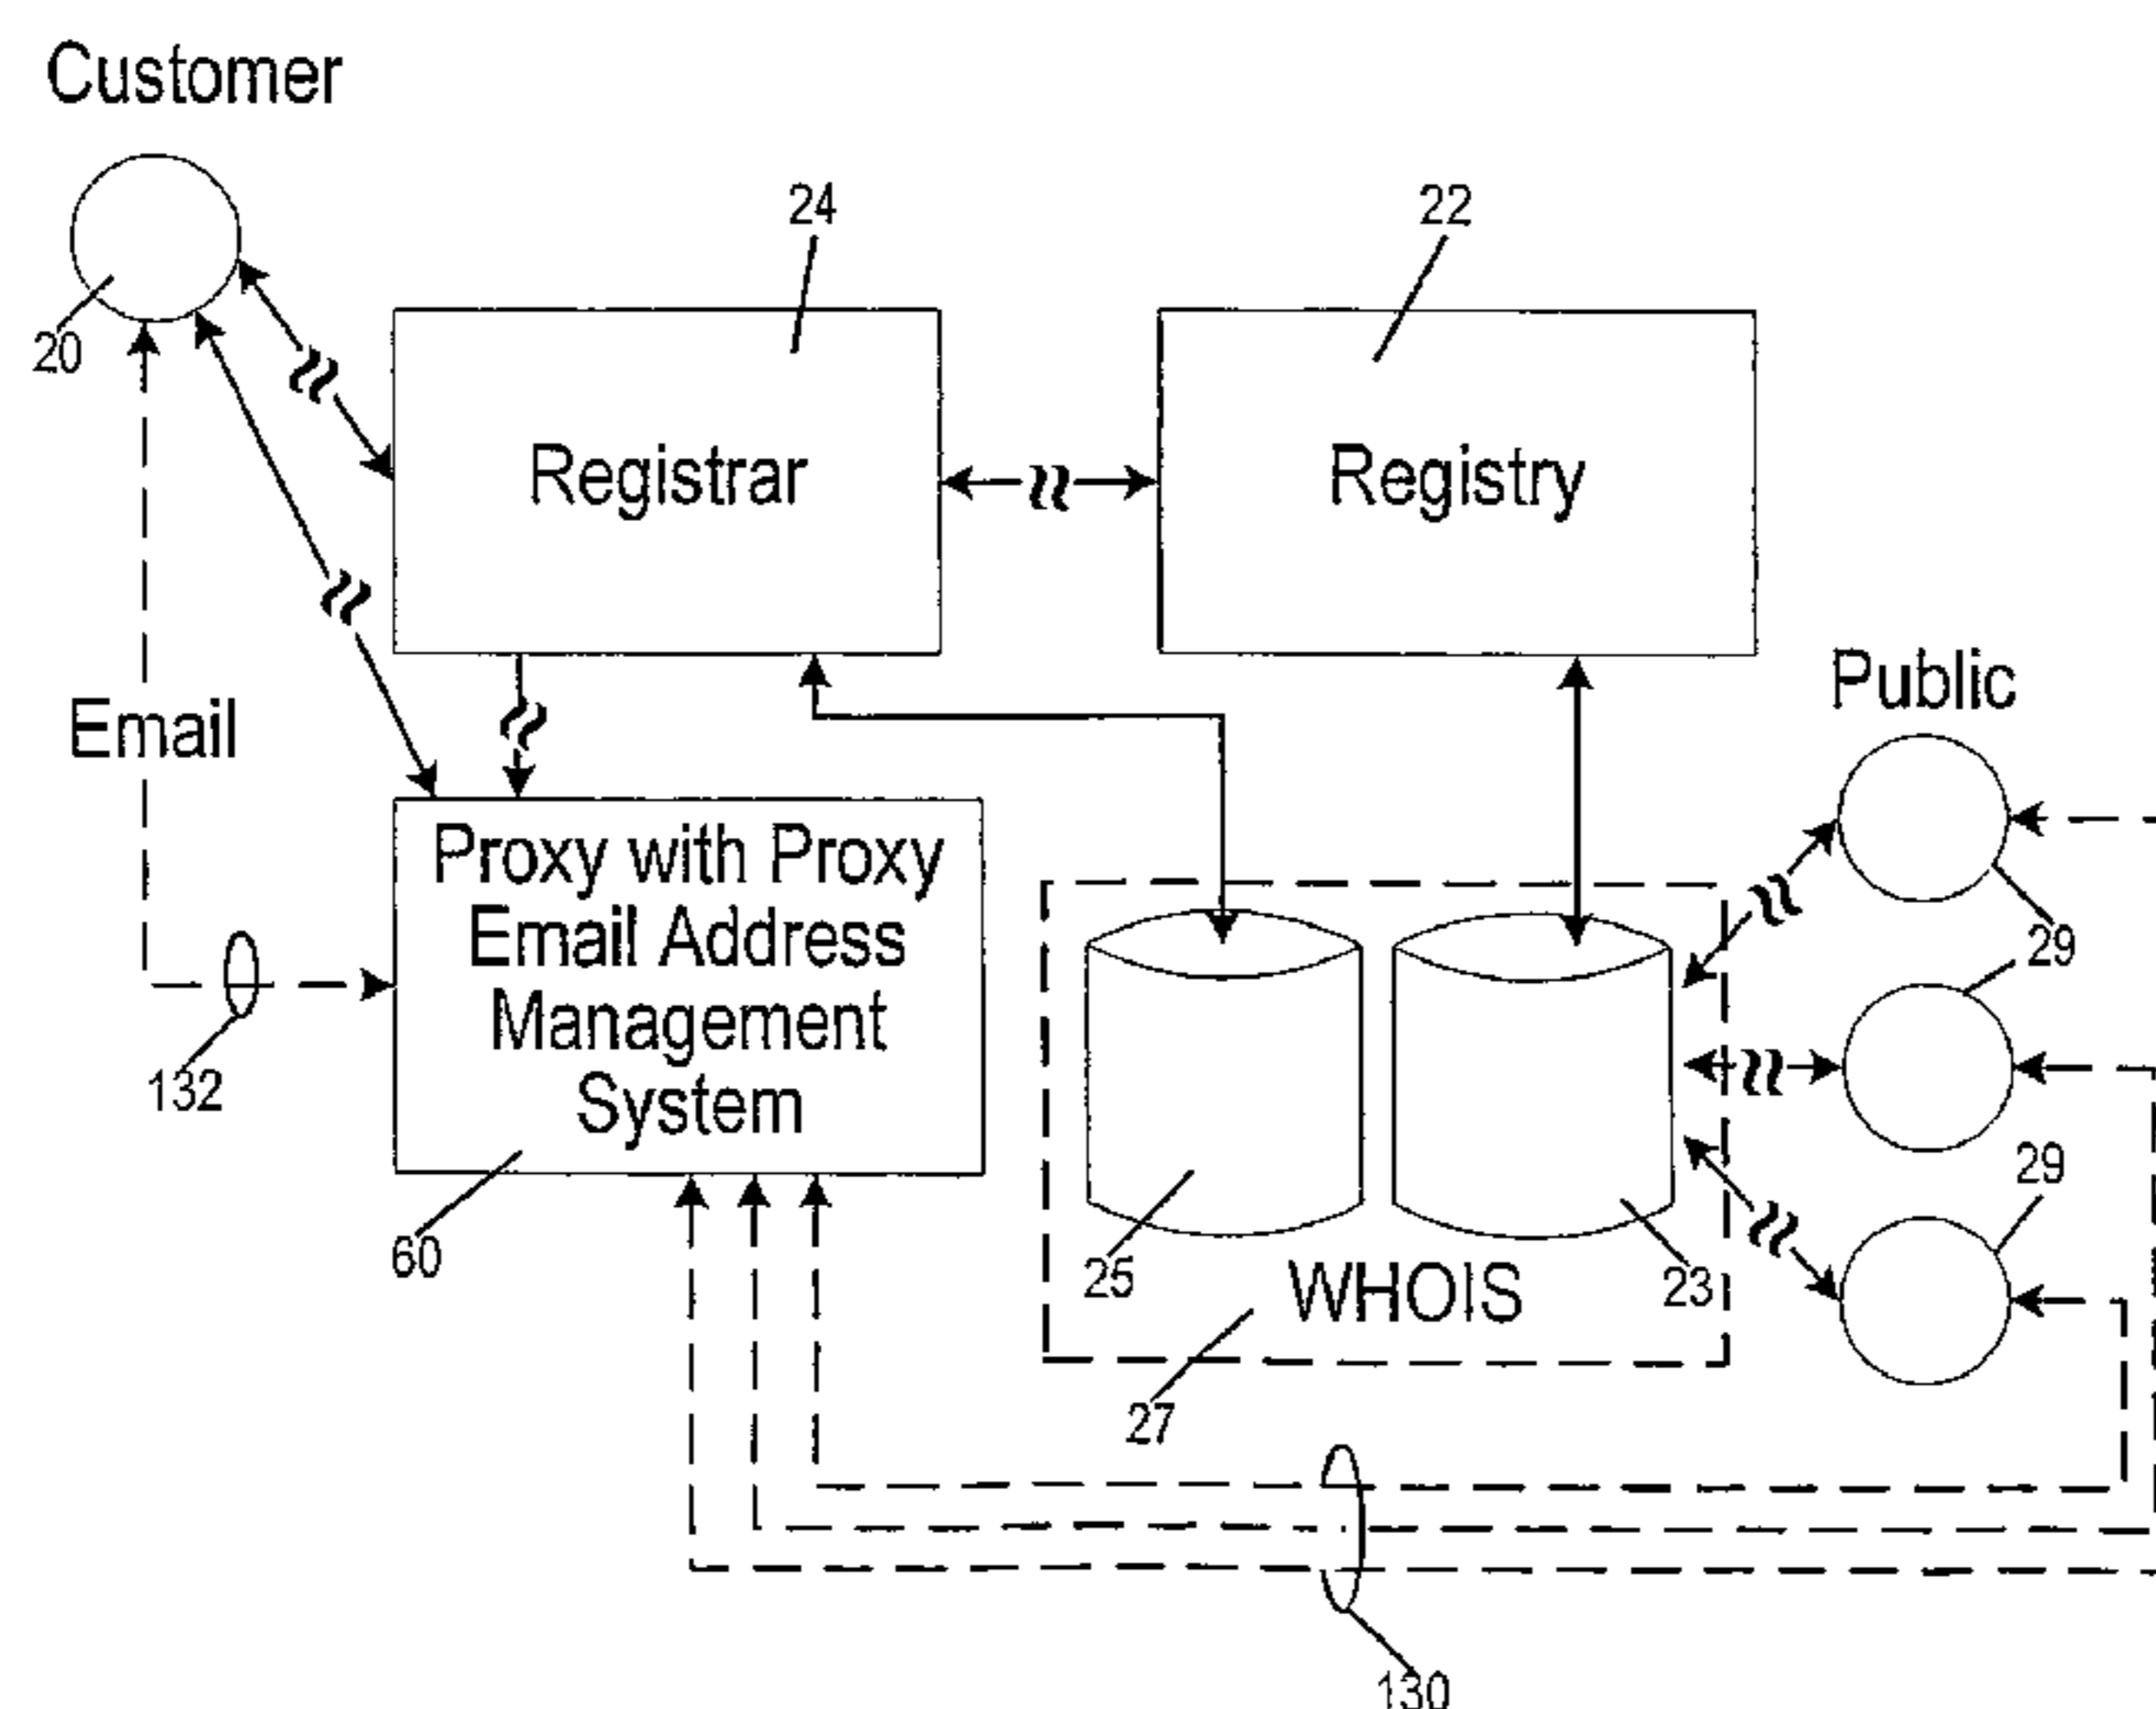 Customer
24
22
20
Registrar
Registry
Email
Public
Proxy with Proxy
Email Address
Management
System
29
132
29
60
25
WHOIS
23
27
130